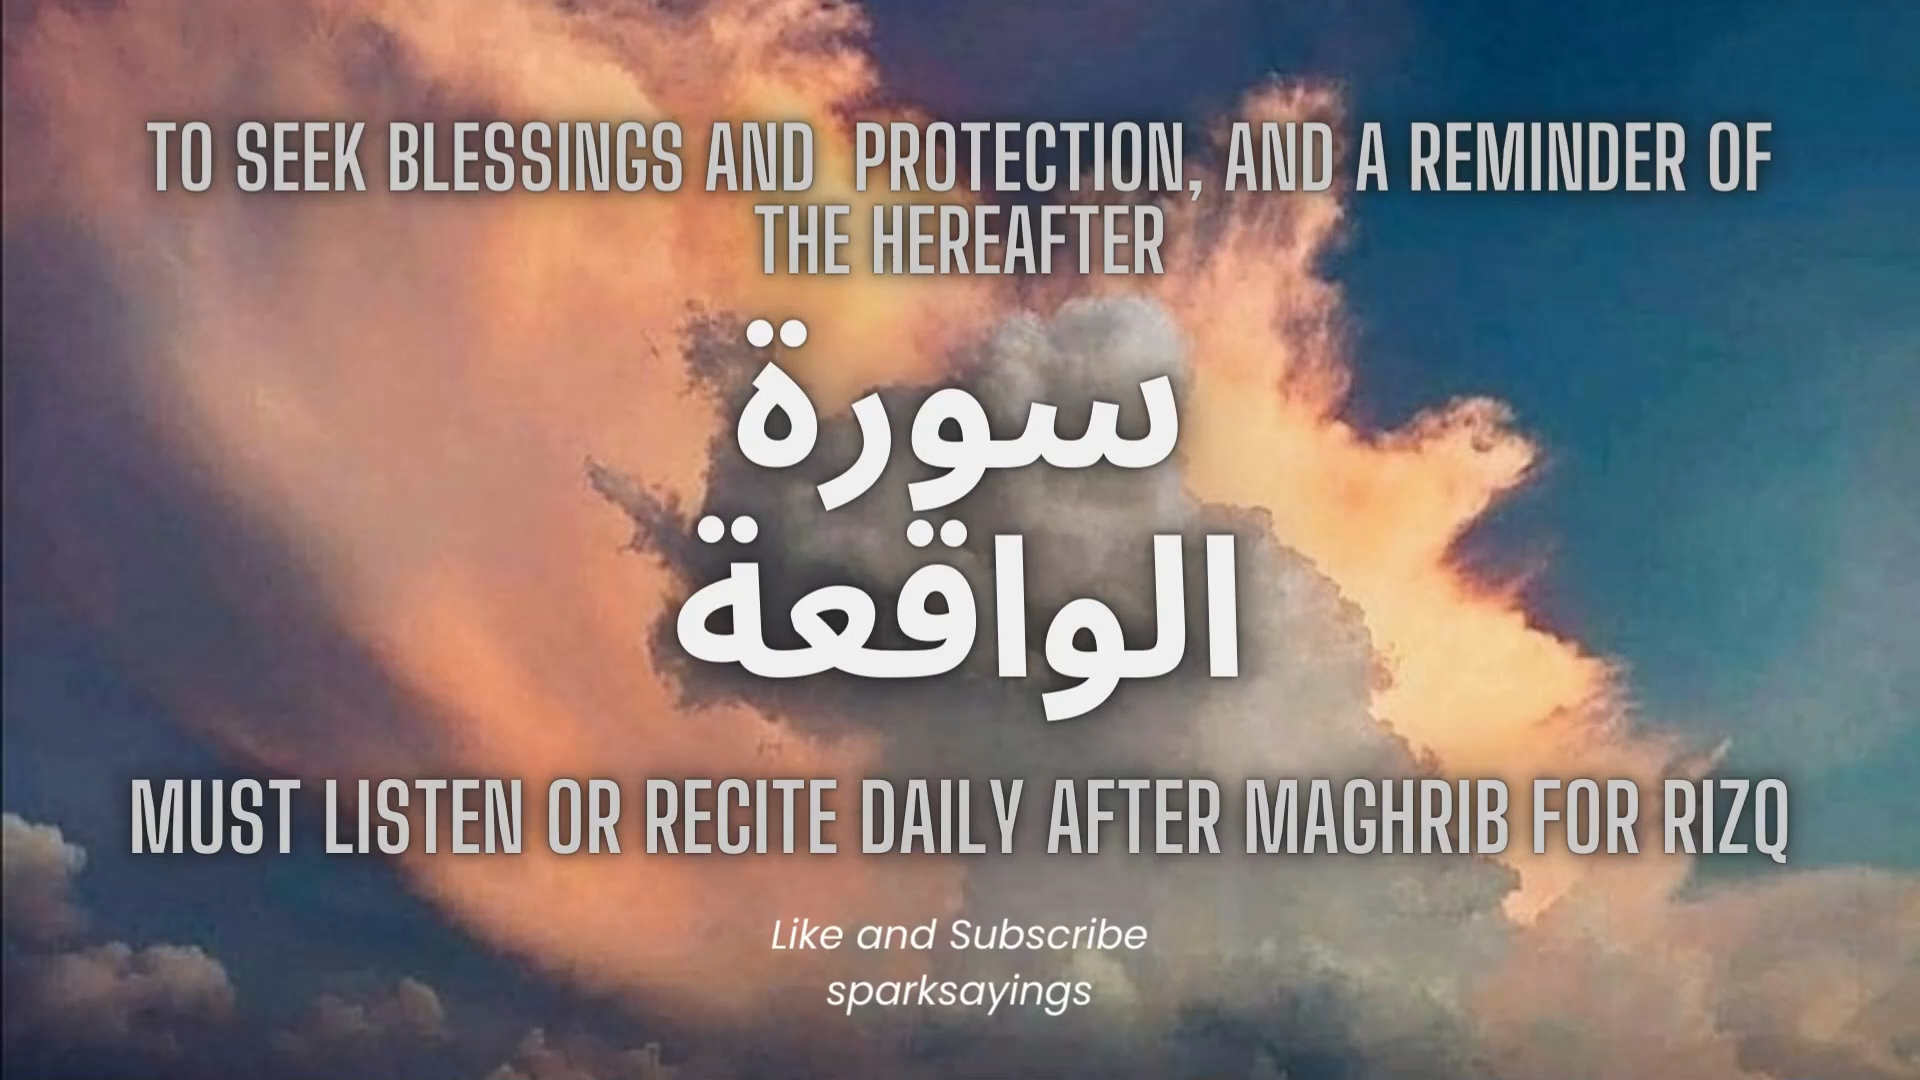 TO SEEK BLESSINGS AND  PROTECTION, AND A REMINDER OF
THE HEREAFTER
سورة
الواقعة
MUST LISTEN OR RECITE DAILY AFTER MAGHRIB FOR RIZQ
Like and Subscribe
sparksayings